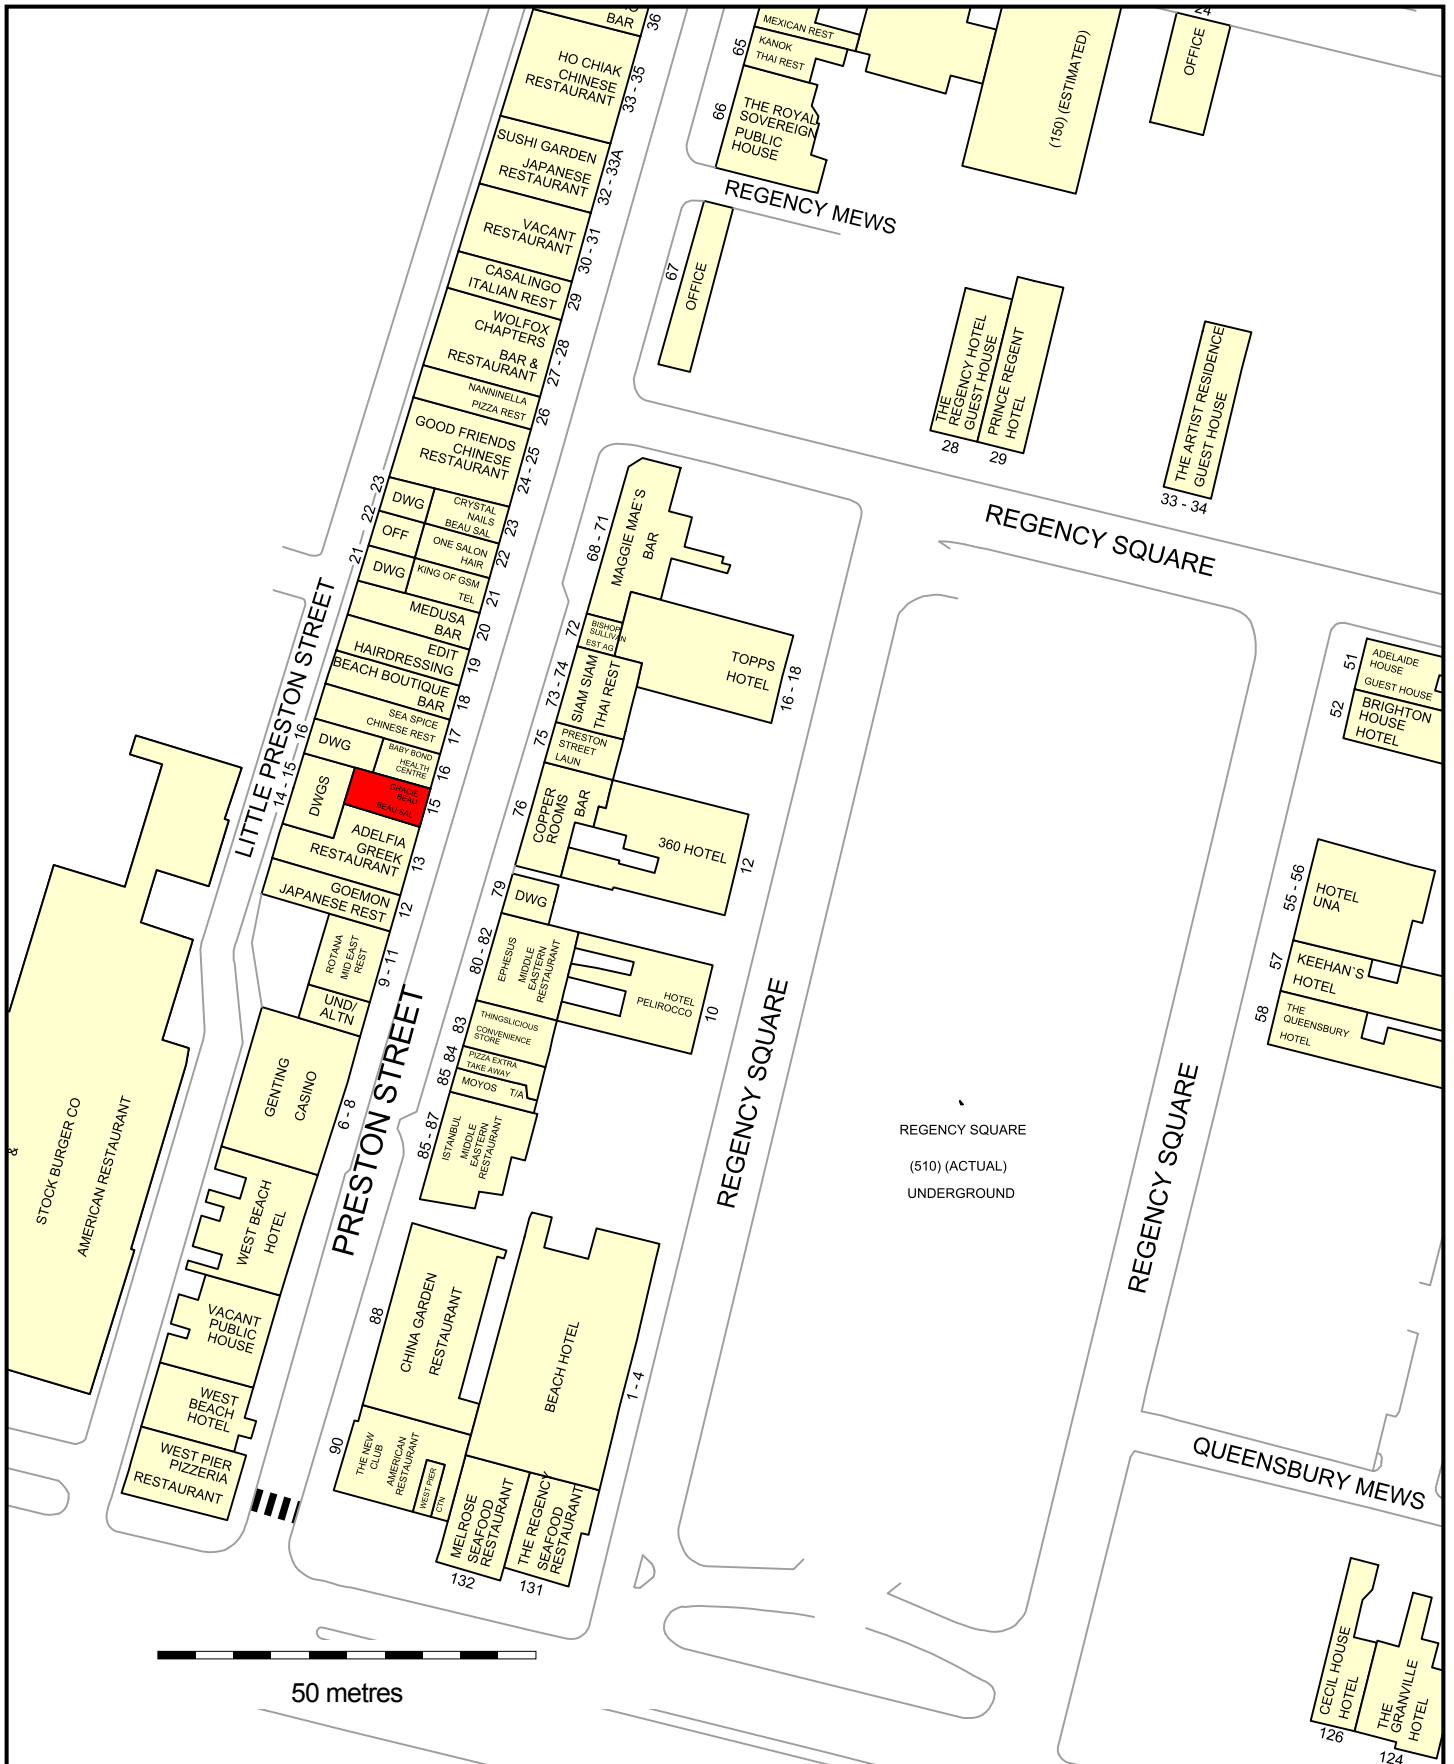 BAR
36
HO CHIAK
CHINESE
RESTAURANT
33 - 35
SUSHI GARDEN
JAPANESE
RESTAURANT
32 - 33A
VACANT
RESTAURANT
30 - 31
CASALINGO
ITALIAN REST
29
WOLFOX
CHAPTERS
BAR &
RESTAURANT
27 - 28
NANNINELLA
PIZZA REST
26
GOOD FRIENDS
CHINESE
RESTAURANT
24 - 25
23
DWG
CRYSTAL
NAILS
BEAU SAL
23
22
OFF
ONE SALON
HAIR
22
21
DWG
KING OF GSM
TEL
21
MEDUSA
BAR
20
EDIT
HAIRDRESSING
19
BEACH BOUTIQUE
BAR
18
SEA SPICE
CHINESE REST
17
16
DWG
BABY BOND
HEALTH
CENTRE
16
14 - 15
DWGS
GRACIE
BEAU
BEAU SAL
15
ADELFIA
GREEK
RESTAURANT
13
GOEMON
JAPANESE REST
12
ROTANA
MID EAST
REST
9 - 11
UND/
ALTN
GENTING
CASINO
6 - 8
WEST BEACH
HOTEL
VACANT
PUBLIC
HOUSE
WEST
BEACH
HOTEL
WEST PIER
PIZZERIA
RESTAURANT
LITTLE PRESTON STREET
&
STOCK BURGER CO
AMERICAN RESTAURANT
PRESTON STREET
MEXICAN REST
65
KANOK
THAI REST
66
THE ROYAL
SOVEREIGN
PUBLIC
HOUSE
(150) (ESTIMATED)
24
OFFICE
REGENCY MEWS
67
OFFICE
THE
REGENCY HOTEL
GUEST HOUSE
28
PRINCE REGENT
HOTEL
29
THE ARTIST RESIDENCE
GUEST HOUSE
33 - 34
REGENCY SQUARE
68 - 71
MAGGIE MAE`S
BAR
72
BISHOP
SULLIVAN
EST AG
TOPPS
HOTEL
16 - 18
73 - 74
SIAM SIAM
THAI REST
75
PRESTON
STREET
LAUN
76
COPPER
ROOMS
BAR
360 HOTEL
12
79
DWG
80 - 82
EPHESUS
MIDDLE
EASTERN
RESTAURANT
HOTEL
PELIROCCO
10
83
THINGSLICIOUS
CONVENIENCE
STORE
84
PIZZA EXTRA
TAKE AWAY
85
MOYOS T/A
85 - 87
ISTANBUL
MIDDLE
EASTERN
RESTAURANT
88
CHINA GARDEN
RESTAURANT
BEACH HOTEL
1 - 4
90
THE NEW
CLUB
AMERICAN
RESTAURANT
WEST PIER
CTN
MELROSE
SEAFOOD
RESTAURANT
132
THE REGENCY
SEAFOOD
RESTAURANT
131
REGENCY SQUARE
REGENCY SQUARE
(510) (ACTUAL)
UNDERGROUND
REGENCY SQUARE
51
ADELAIDE
HOUSE
GUEST HOUSE
52
BRIGHTON
HOUSE
HOTEL
55 - 56
HOTEL
UNA
57
KEEHAN`S
HOTEL
58
THE
QUEENSBURY
HOTEL
QUEENSBURY MEWS
CECIL HOUSE
HOTEL
126
THE
GRANVILLE
HOTEL
124
50 metres